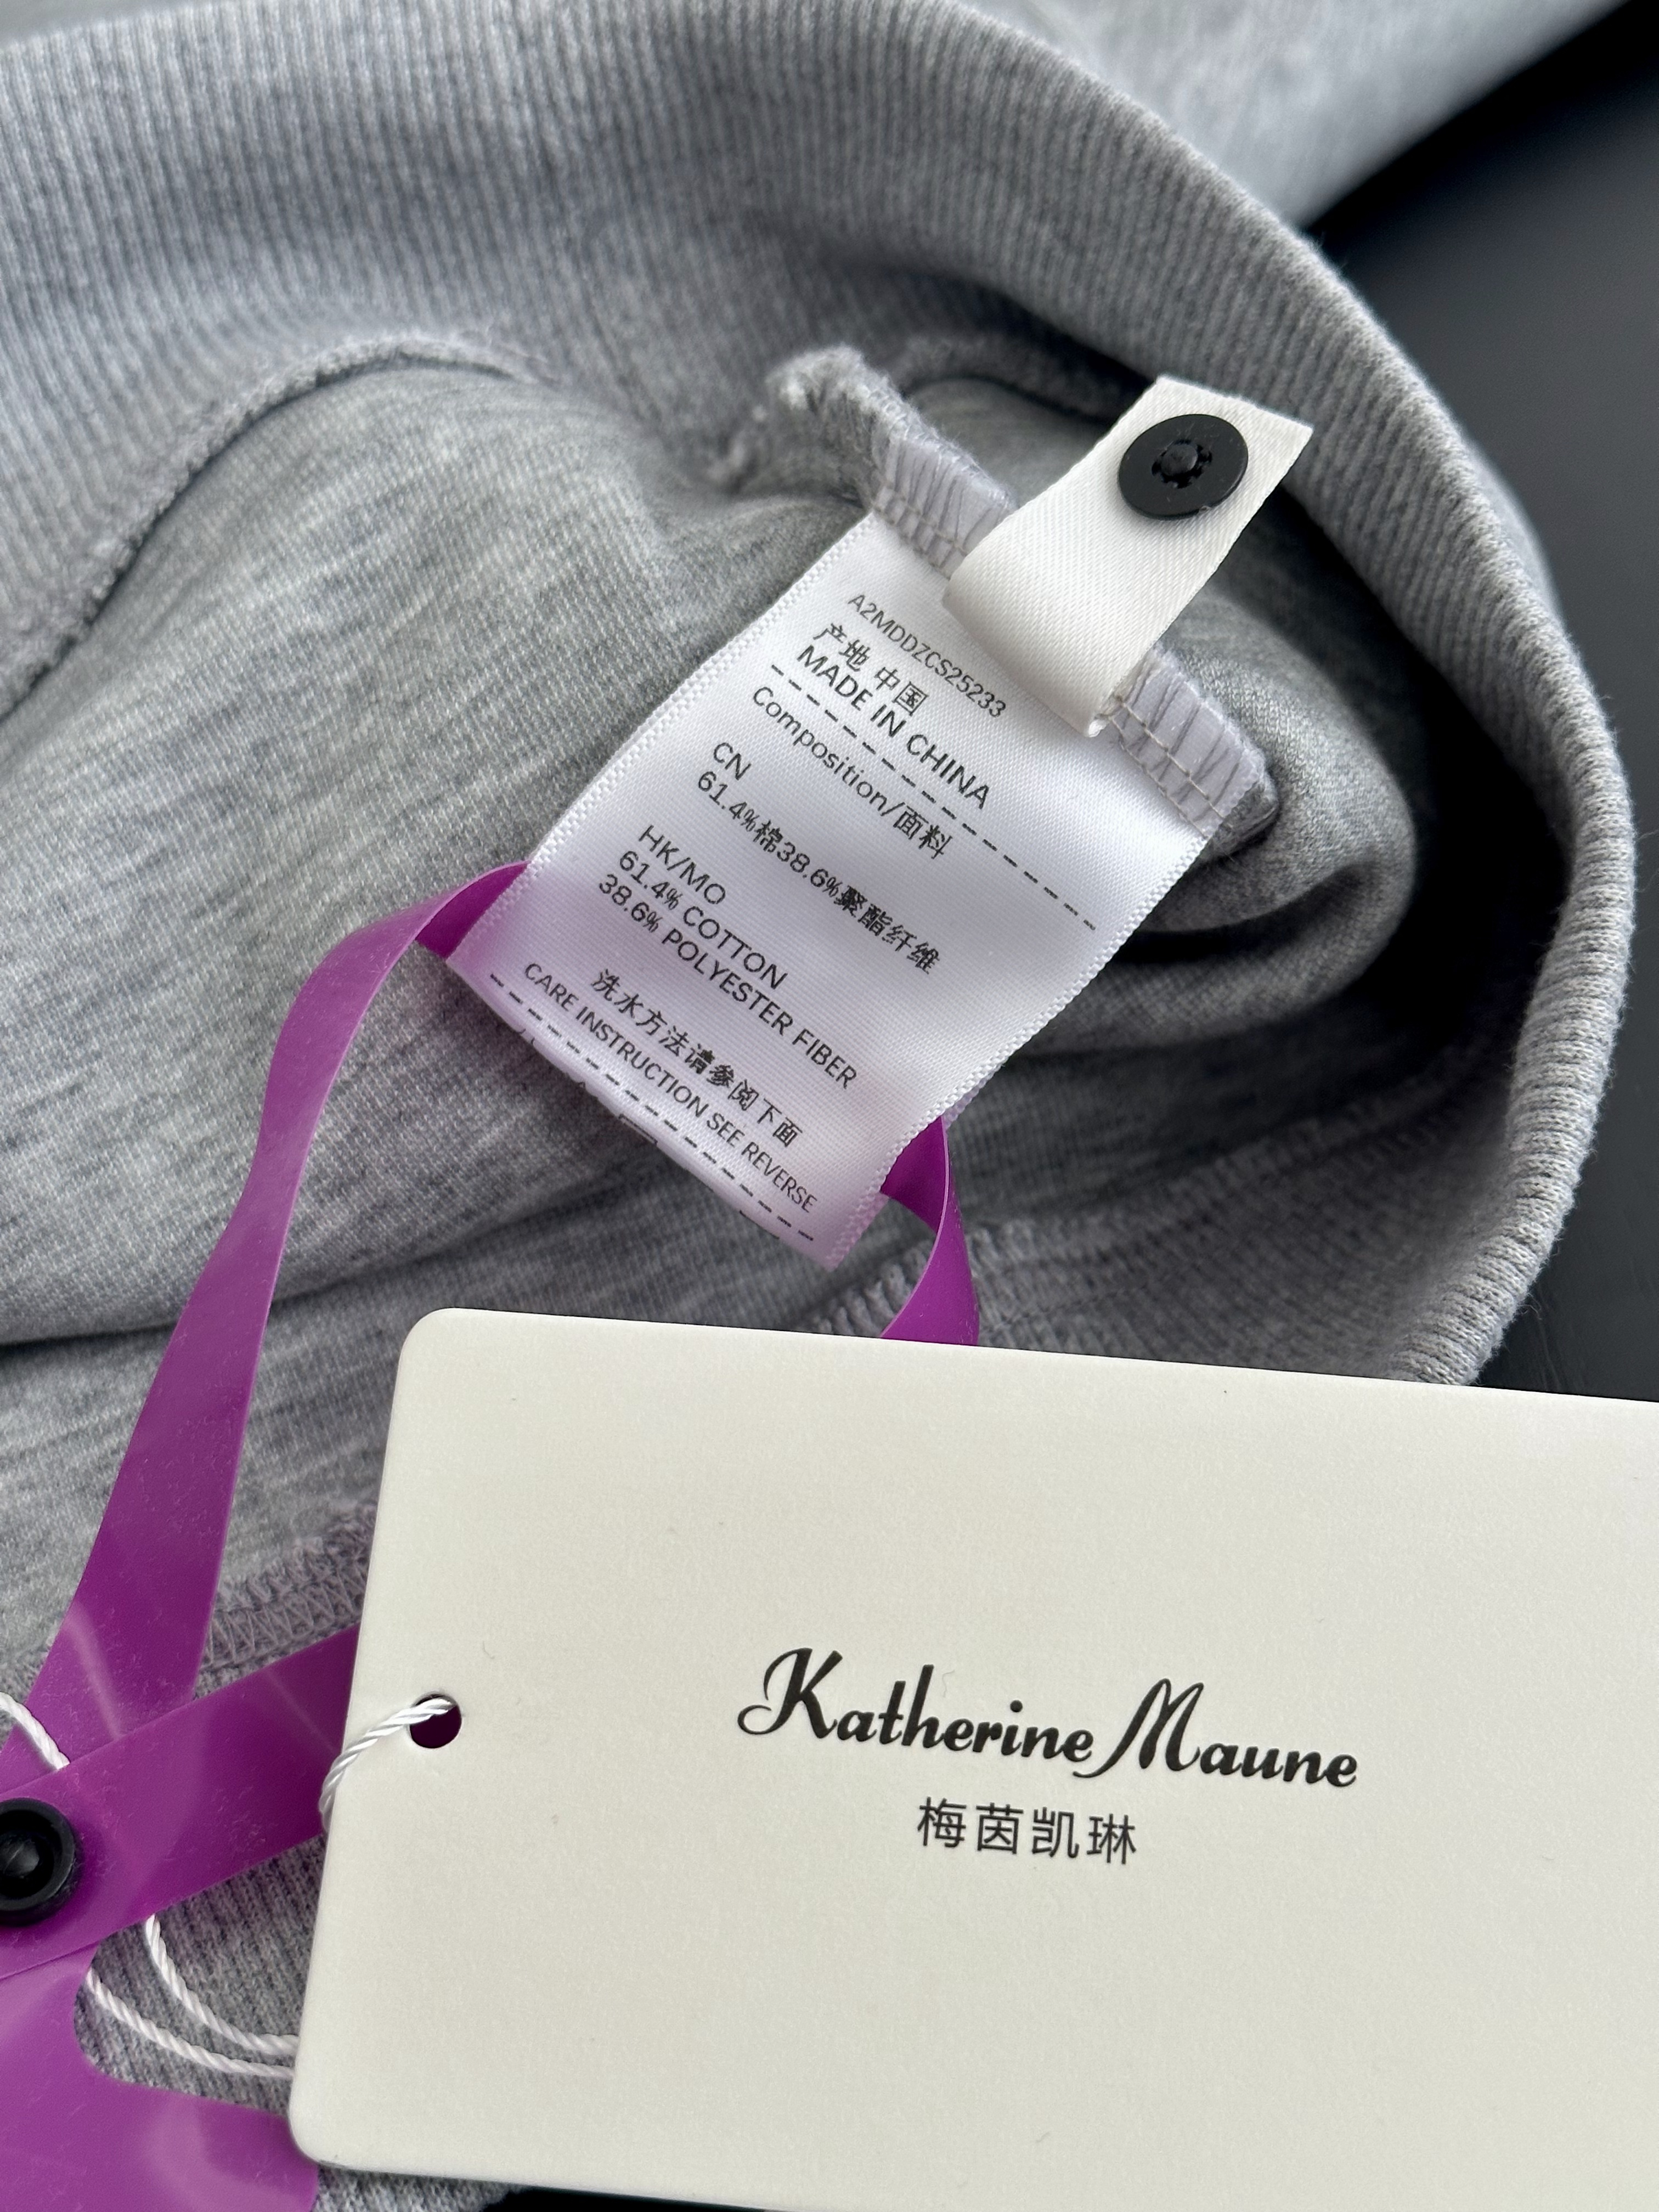 A2MDDZCS25233
产地 中国
MADE IN CHINA
Composition/面料
CN
61.4%棉38.6%聚酯纤维
HK/MO
61.4% COTTON
38.6% POLYESTER FIBER
洗水方法请参阅下面
CARE INSTRUCTION SEE REVERSE
Katherine Maune
梅茵凯琳